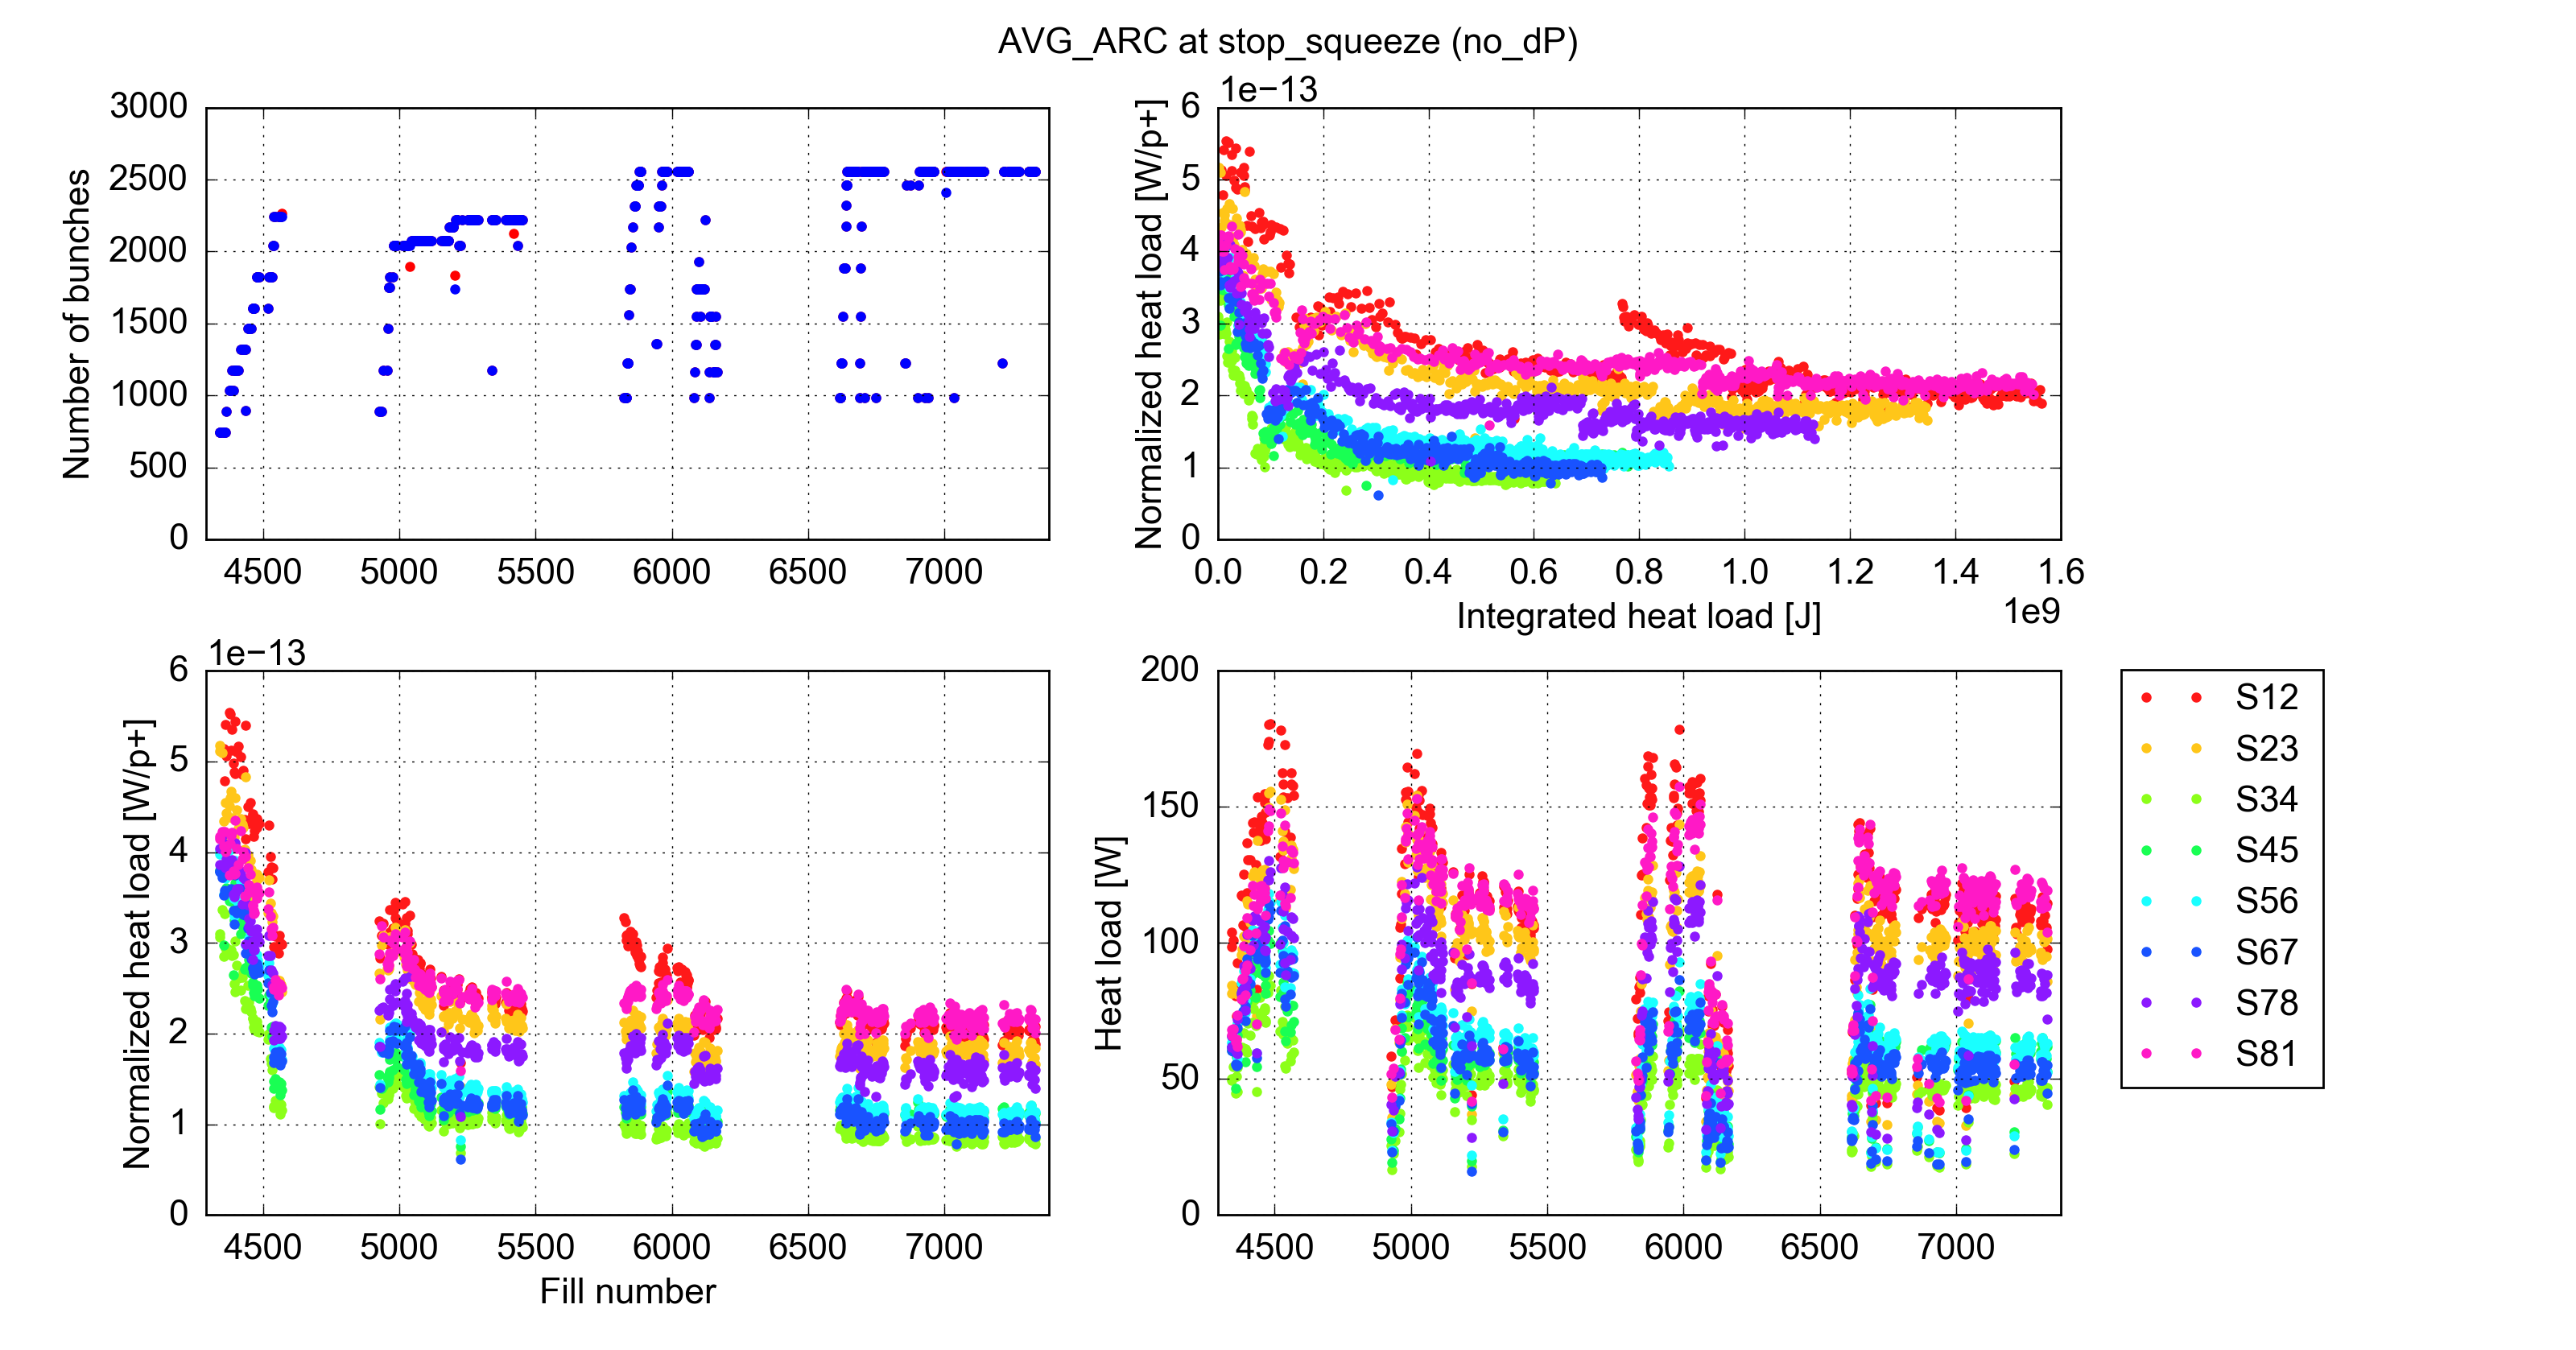 AVG_ARC at stop_squeeze (no_dP)
Number of bunches
3000
2500
2000
1500
1000
500
0
4500 5000 5500 6000 6500 7000
Normalized heat load [W/p+]
1e−13
6
5
4
3
2
1
0
0.0 0.2 0.4 0.6 0.8 1.0 1.2 1.4 1.6
Integrated heat load [J]
1e9
Normalized heat load [W/p+]
1e−13
6
5
4
3
2
1
0
4500 5000 5500 6000 6500 7000
Fill number
Heat load [W]
200
150
100
50
0
4500 5000 5500 6000 6500 7000
S12
S23
S34
S45
S56
S67
S78
S81